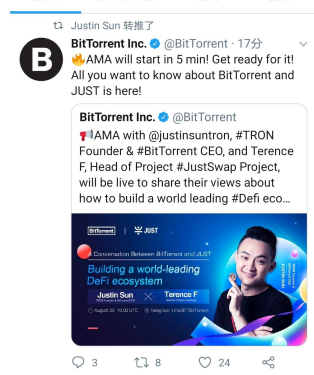 Justin Sun 转推了
BitTorrent Inc. @BitTorrent · 17分
🔥AMA will start in 5 min! Get ready for it!
All you want to know about BitTorrent and
JUST is here!
BitTorrent Inc. @BitTorrent
📢AMA with @justinsuntron, #TRON
Founder & #BitTorrent CEO, and Terence
F, Head of Project #JustSwap Project,
will be live to share their views about
how to build a world leading #Defi eco...
BitTorrent | JUST
A Conversation Between BitTorrent and JUST
Building a world-leading
DeFi ecosystem
Justin Sun X Terence F
3 8 24